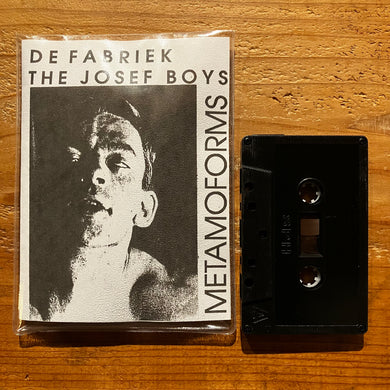 DE FABRIEK
THE JOSEF BOYS
METAMOFORMS
A